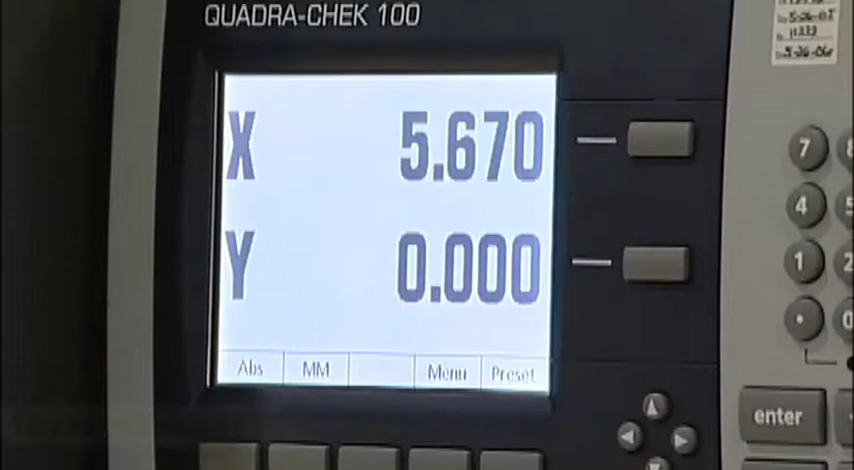 QUADRA-CHEK 100
X 5.670
Y 0.000
Abs MM Menu Preset
7
4
1
enter